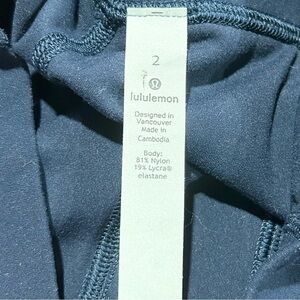 2
lululemon
Designed in
Vancouver
Made in
Cambodia
Body:
81% Nylon
19% Lycra®
elastane